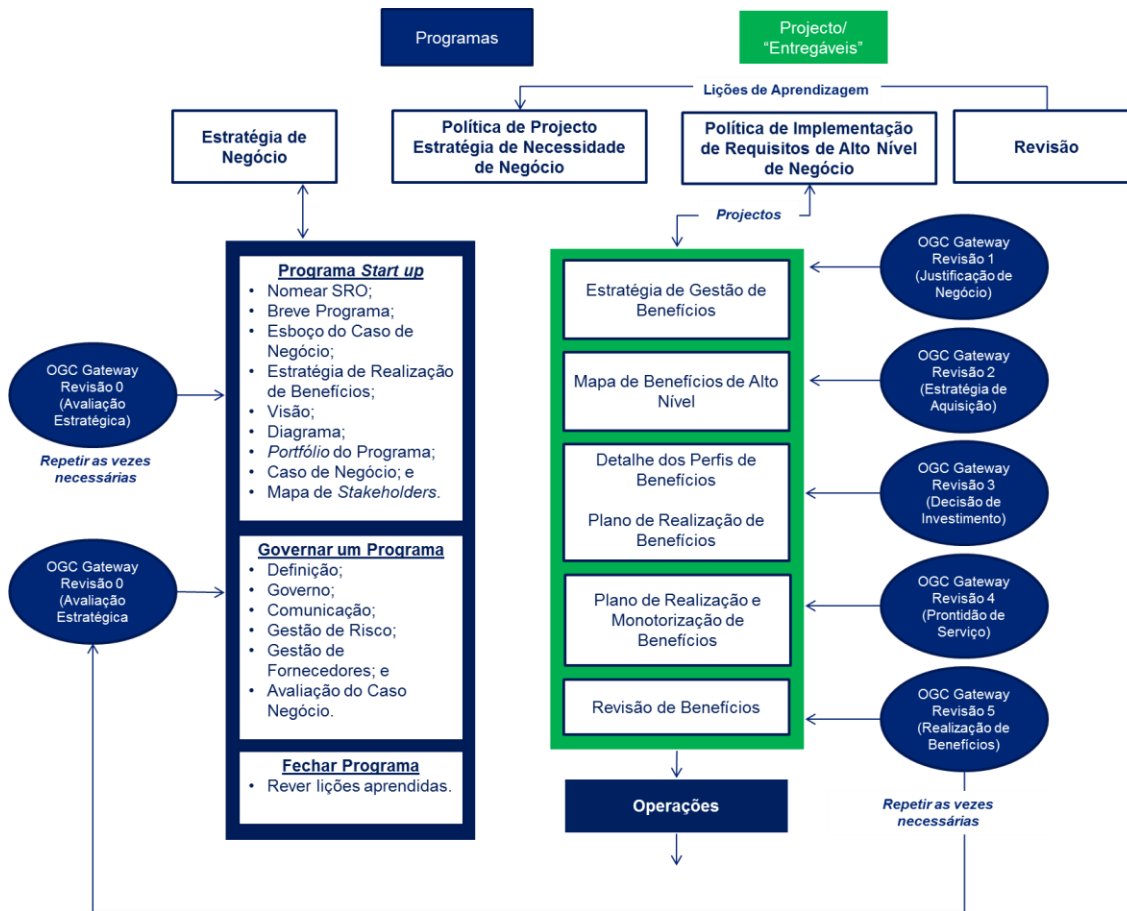 Programas
Projecto/
“Entregáveis”
Lições de Aprendizagem
Estratégia de
Negócio
Política de Projecto
Estratégia de Necessidade
de Negócio
Política de Implementação
de Requisitos de Alto Nível
de Negócio
Revisão
Projectos
Programa Start up
• Nomear SRO;
• Breve Programa;
• Esboço do Caso de
Negócio;
• Estratégia de Realização
de Benefícios;
• Visão;
• Diagrama;
• Portfólio do Programa;
• Caso de Negócio; e
• Mapa de Stakeholders.
OGC Gateway
Revisão 0
(Avaliação
Estratégica)
Repetir as vezes
necessárias
Governar um Programa
• Definição;
• Governo;
• Comunicação;
• Gestão de Risco;
• Gestão de
Fornecedores; e
• Avaliação do Caso
Negócio.
OGC Gateway
Revisão 0
(Avaliação
Estratégica
Fechar Programa
• Rever lições aprendidas.
Estratégia de Gestão de
Benefícios
Mapa de Benefícios de Alto
Nível
Detalhe dos Perfis de
Benefícios
Plano de Realização de
Benefícios
Plano de Realização e
Monotorização de
Benefícios
Revisão de Benefícios
Operações
OGC Gateway
Revisão 1
(Justificação de
Negócio)
OGC Gateway
Revisão 2
(Estratégia de
Aquisição)
OGC Gateway
Revisão 3
(Decisão de
Investimento)
OGC Gateway
Revisão 4
(Prontidão de
Serviço)
OGC Gateway
Revisão 5
(Realização de
Benefícios)
Repetir as vezes
necessárias